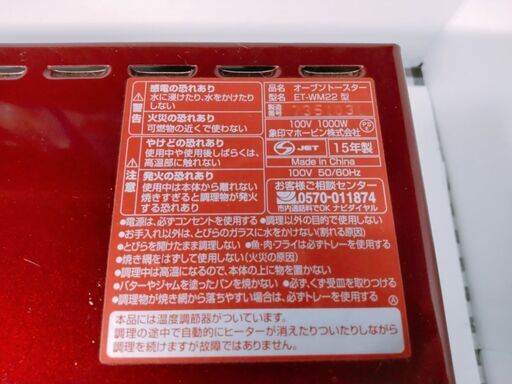 警告
感電の恐れあり
水に浸けたり、水をかけたり
しない
火災の恐れあり
可燃物の近くで使わない
注意
やけどの恐れあり
使用中や使用後しばらくは、
高温部に触れない
発火の恐れあり
使用中は本体から離れない
焼きすぎると調理物が発火
する恐れあり
品名 オーブントースター
型名 ET-WM22 型
製造番号
100V 1000W
PSE
象印マホービン株式会社
JET 15年製
Made in China
100V 50/60Hz
お客様ご相談センター
0570-011874
市内通話料でOK ナビダイヤル
●電源は、必ずコンセントを使用する ●調理以外の目的で使用しない
●お手入れ以外は、とびらのガラスに水をかけない(割れる原因)
●とびらを開けたまま調理しない ●魚・肉・フライは必ずトレーを使用する
●焼き網をはずして使用しない(火災の原因)
●調理中は高温になるので、本体の上に物を置かない
●バターやジャムを塗ったパンを焼かない ●必ず、くず受皿を取りつける
●調理物が焼き網から落ちやすい場合は、必ずトレーを使用する
A
本品には温度調節器がついています。
調理の途中で自動的にヒーターが消えたりついたりしながら
調理を続けますが故障ではありません。